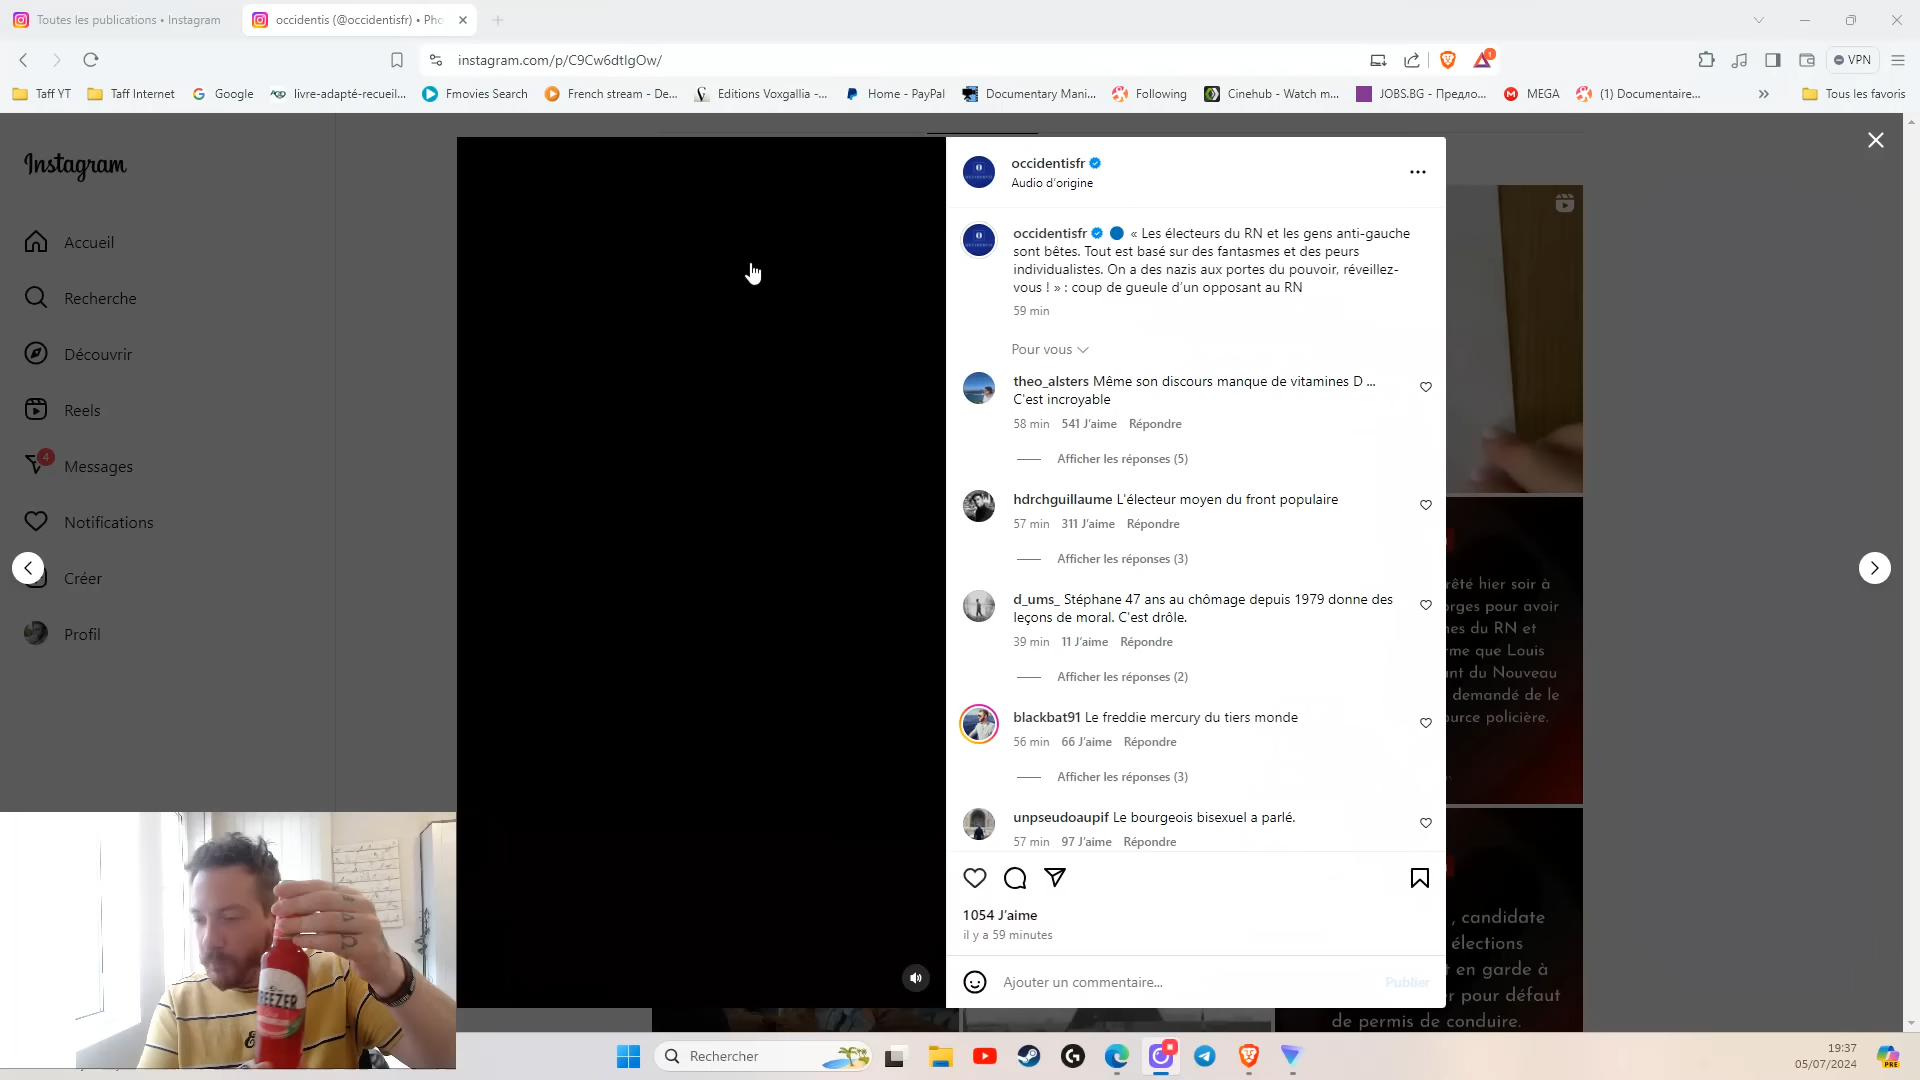 Toutes les publications • Instagram
occidentis (@occidentisfr) • Pho
instagram.com/p/C9Cw6dtIgOw/
1
VPN
Taff YT
Taff Internet
Google
livre-adapté-recueil...
Fmovies Search
French stream - De...
Editions Voxgallia -...
Home - PayPal
Documentary Mani...
Following
Cinehub - Watch m...
JOBS.BG - Предло...
MEGA
(1) Documentaire...
Tous les favoris
Instagram
Accueil
Recherche
Découvrir
Reels
4
Messages
Notifications
Créer
Profil
occidentisfr
Audio d'origine
occidentisfr « Les électeurs du RN et les gens anti-gauche
sont bêtes. Tout est basé sur des fantasmes et des peurs
individualistes. On a des nazis aux portes du pouvoir, réveillez-
vous ! » : coup de gueule d'un opposant au RN
59 min
Pour vous
theo_alsters Même son discours manque de vitamines D ...
C'est incroyable
58 min 541 J'aime Répondre
Afficher les réponses (5)
hdrchguillaume L'électeur moyen du front populaire
57 min 311 J'aime Répondre
Afficher les réponses (3)
d_ums_ Stéphane 47 ans au chômage depuis 1979 donne des
leçons de moral. C'est drôle.
39 min 11 J'aime Répondre
Afficher les réponses (2)
blackbat91 Le freddie mercury du tiers monde
56 min 66 J'aime Répondre
Afficher les réponses (3)
unpseudoaupif Le bourgeois bisexuel a parlé.
57 min 97 J'aime Répondre
1 054 J'aime
il y a 59 minutes
Ajouter un commentaire...
Publier
rêté hier soir à
orges pour avoir
nes du RN et
rme que Louis
nt du Nouveau
demandé de le
urce policière.
, candidate
élections
t en garde à
r pour défaut
de permis de conduire.
REEZER
Rechercher
19:37
05/07/2024
PRE